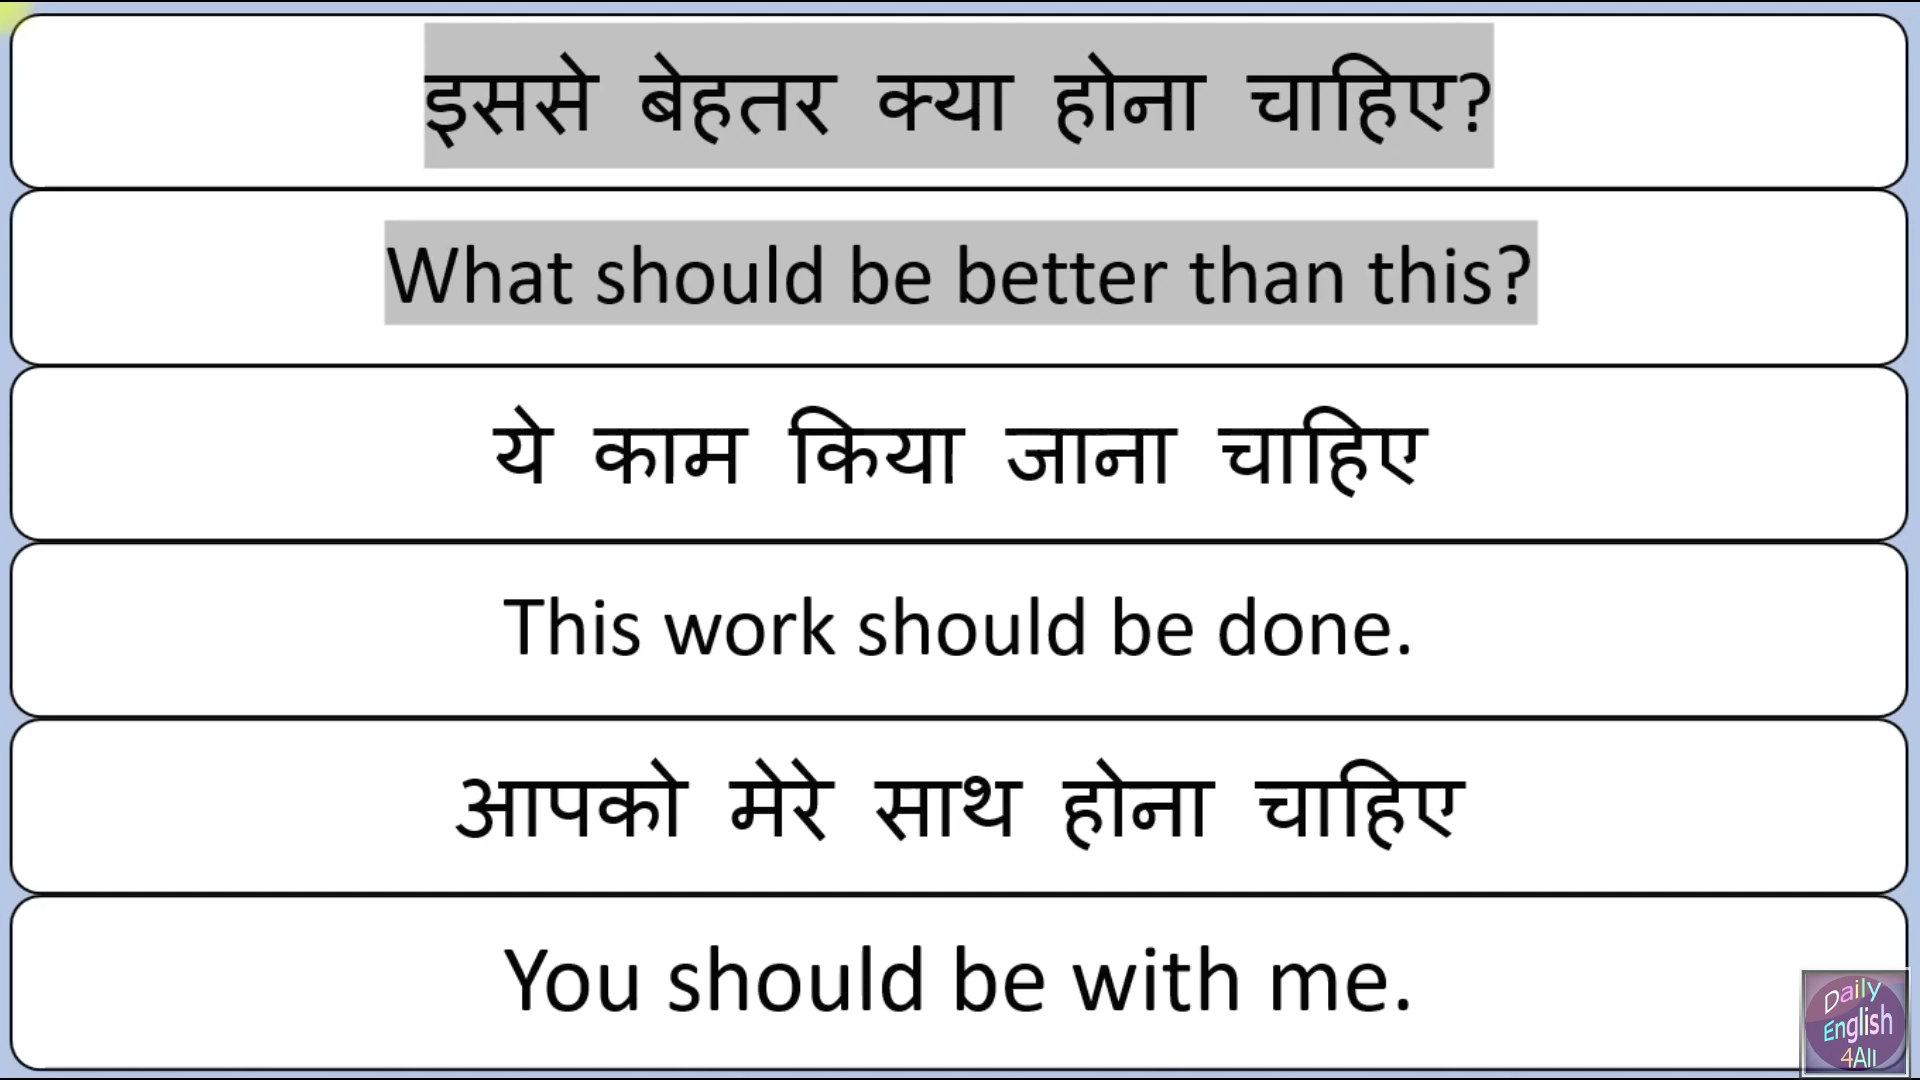 इससे बेहतर क्या होना चाहिए?
What should be better than this?
ये काम किया जाना चाहिए
This work should be done.
आपको मेरे साथ होना चाहिए
You should be with me.
Daily
English
4All